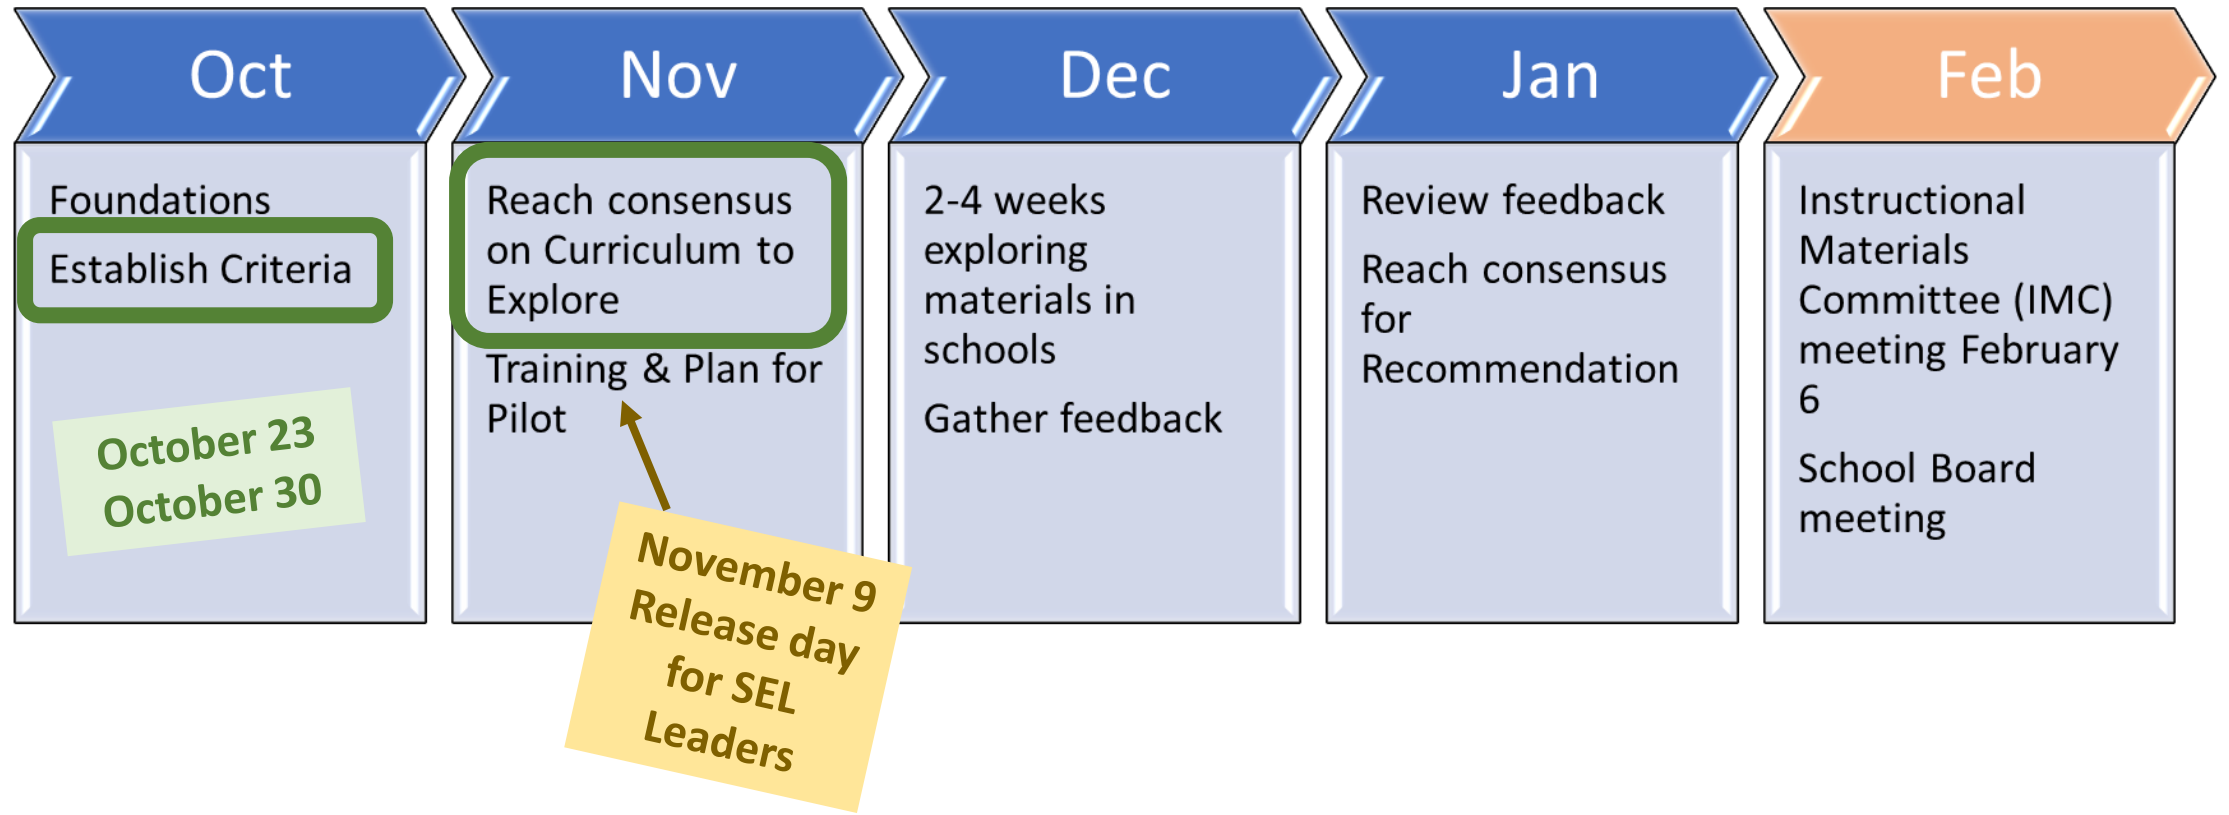 Oct
Foundations
Establish Criteria
October 23
October 30
Nov
Reach consensus
on Curriculum to
Explore
Training & Plan for
Pilot
November 9
Release day
for SEL
Leaders
Dec
2-4 weeks
exploring
materials in
schools
Gather feedback
Jan
Review feedback
Reach consensus
for
Recommendation
Feb
Instructional
Materials
Committee (IMC)
meeting February
6
School Board
meeting